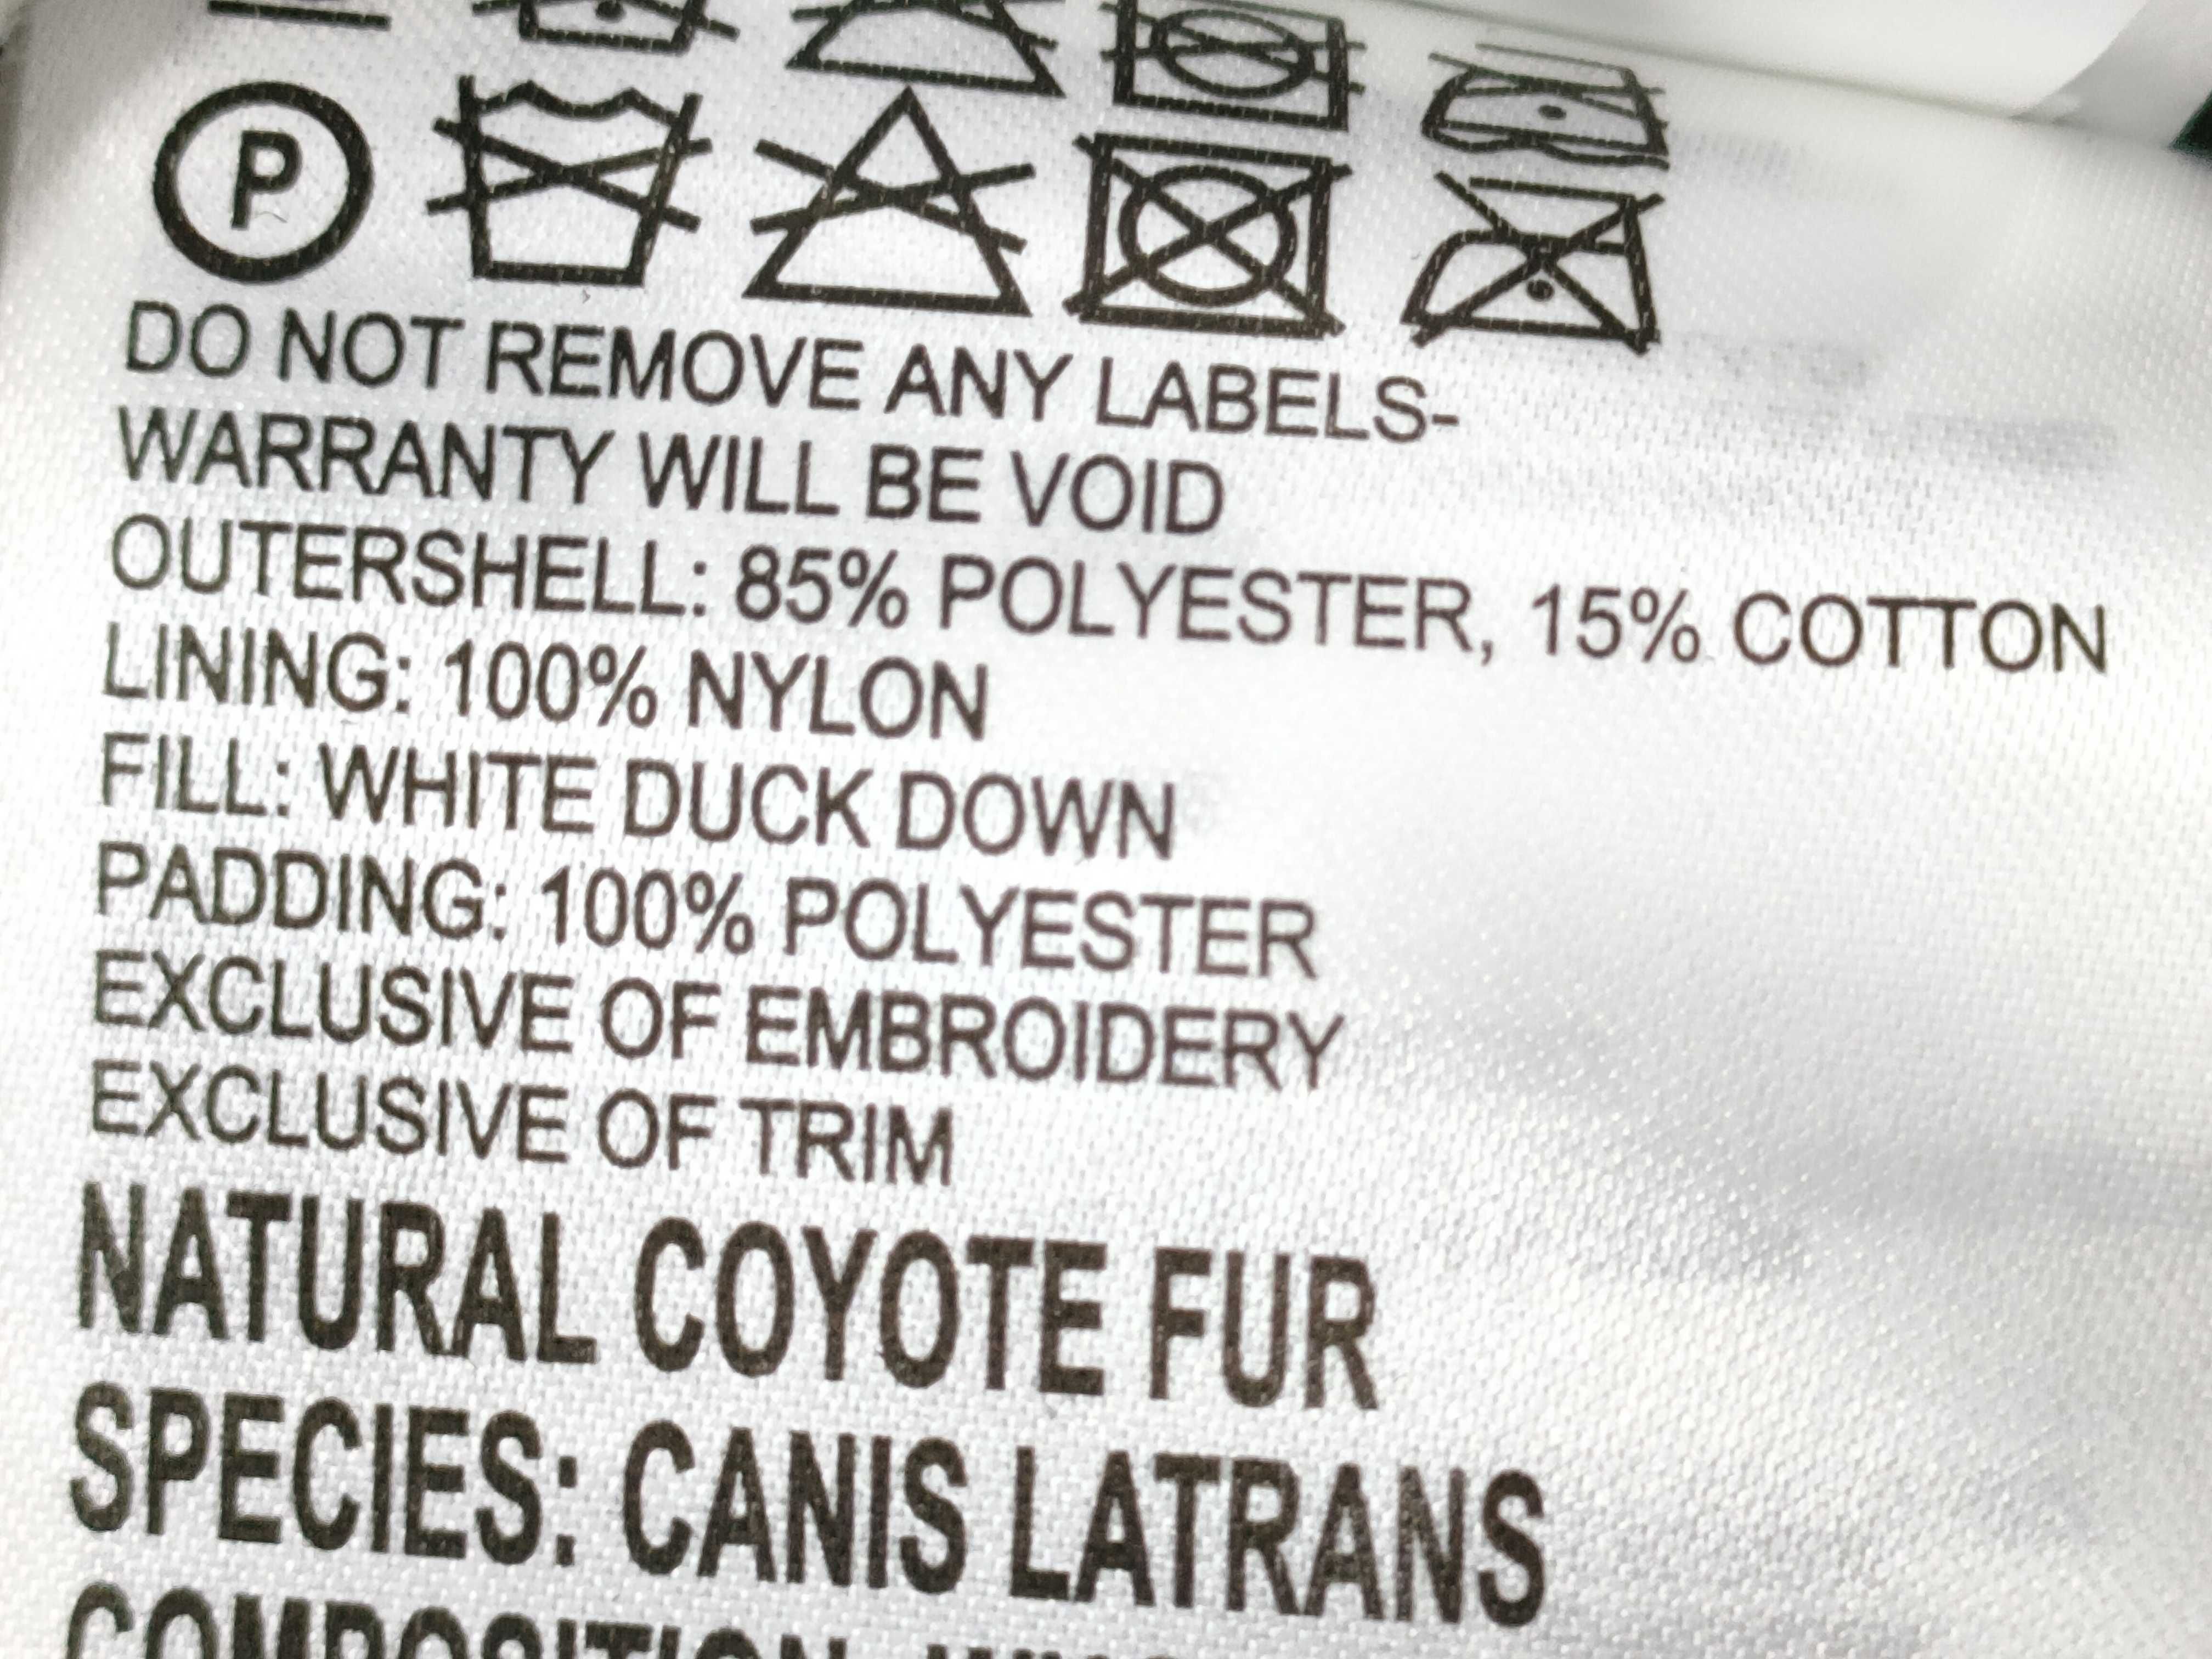 P
DO NOT REMOVE ANY LABELS-
WARRANTY WILL BE VOID
OUTERSHELL: 85% POLYESTER, 15% COTTON
LINING: 100% NYLON
FILL: WHITE DUCK DOWN
PADDING: 100% POLYESTER
EXCLUSIVE OF EMBROIDERY
EXCLUSIVE OF TRIM
NATURAL COYOTE FUR
SPECIES: CANIS LATRANS
COMPOSITION: